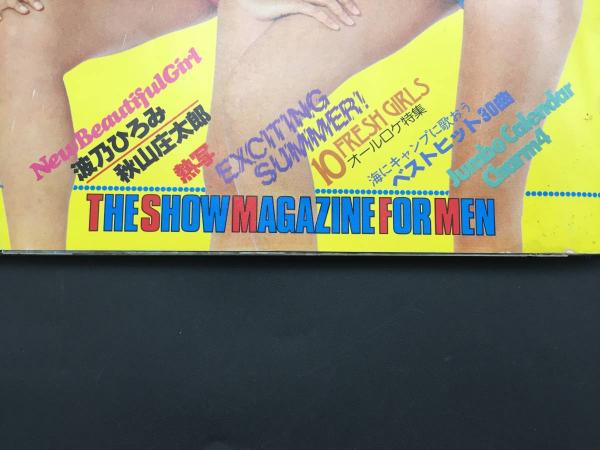 New Beautiful Girl
波乃ひろみ
秋山庄太郎
熱写
EXCITING
SUMMER!!
10 FRESH GIRLS
オールロケ特集
海にキャンプに歌おう
ベストヒット30曲
Jumbo Calendar
Charm4
THE SHOW MAGAZINE FOR MEN